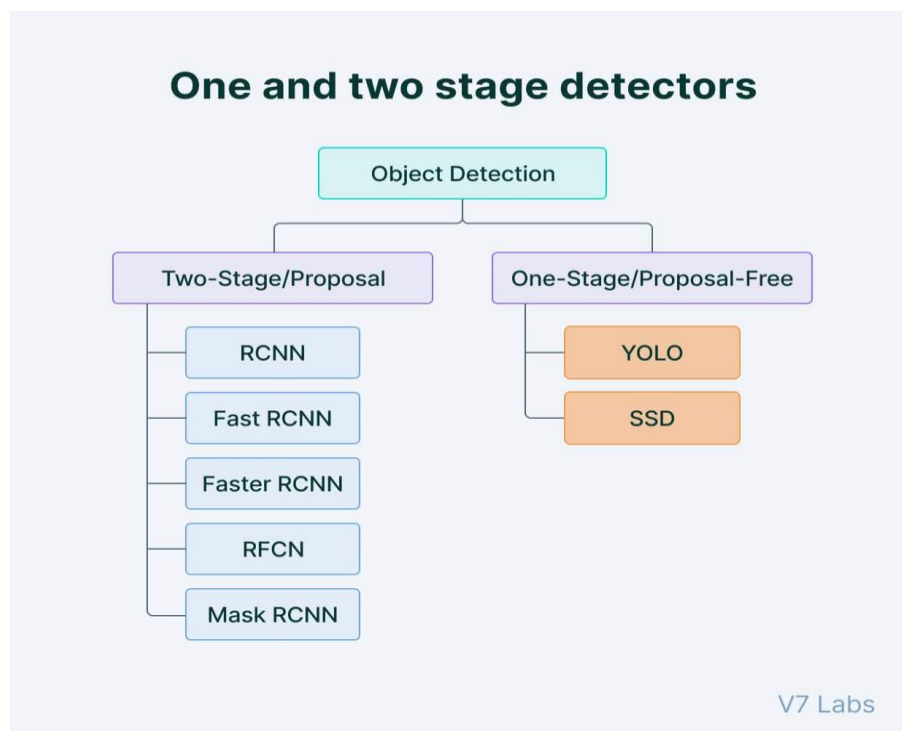 One and two stage detectors
Object Detection
Two-Stage/Proposal
RCNN
Fast RCNN
Faster RCNN
RFCN
Mask RCNN
One-Stage/Proposal-Free
YOLO
SSD
V7 Labs